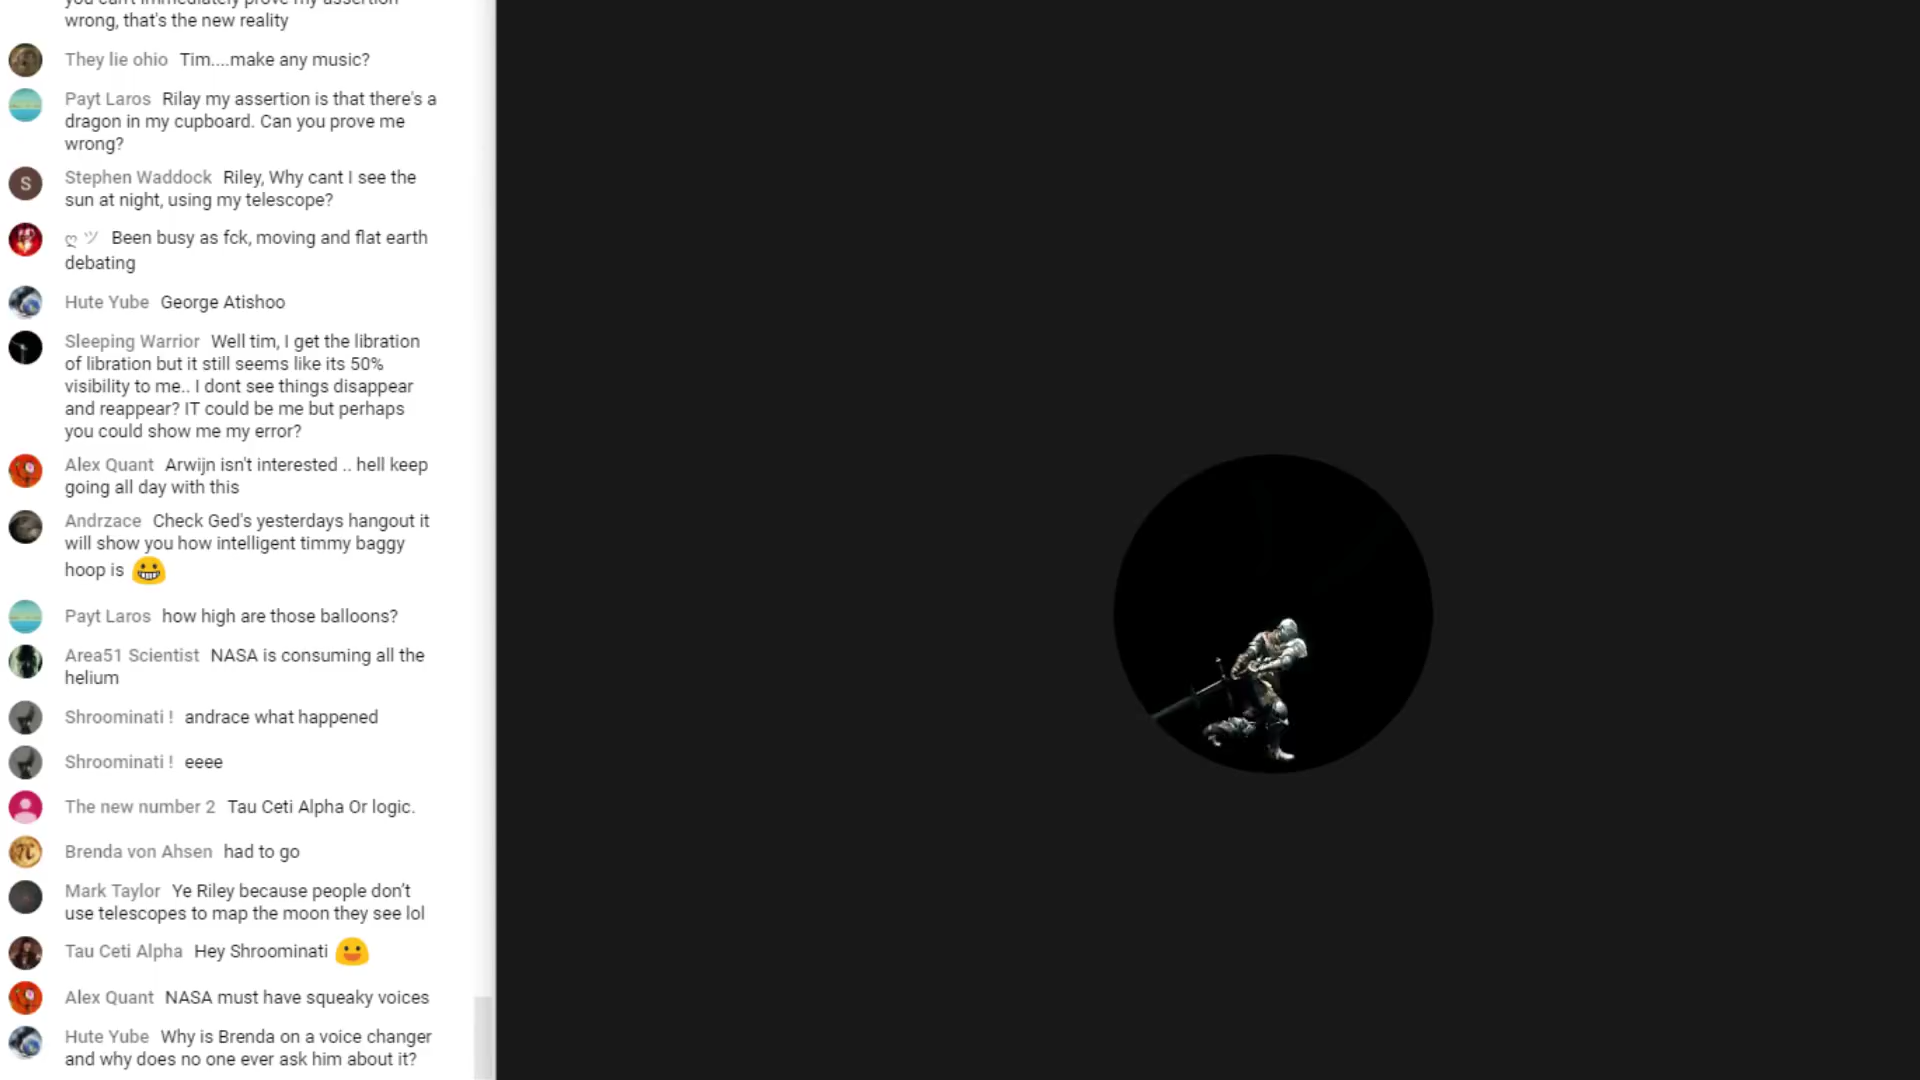 you can't immediately prove my assertion
wrong, that's the new reality
They lie ohio Tim....make any music?
Payt Laros Rilay my assertion is that there's a
dragon in my cupboard. Can you prove me
wrong?
S
Stephen Waddock Riley, Why cant I see the
sun at night, using my telescope?
ღ ツ Been busy as fck, moving and flat earth
debating
Hute Yube George Atishoo
Sleeping Warrior Well tim, I get the libration
of libration but it still seems like its 50%
visibility to me.. I dont see things disappear
and reappear? IT could be me but perhaps
you could show me my error?
Alex Quant Arwijn isn't interested .. hell keep
going all day with this
Andrzace Check Ged's yesterdays hangout it
will show you how intelligent timmy baggy
hoop is 😀
Payt Laros how high are those balloons?
Area51 Scientist NASA is consuming all the
helium
Shroominati ! andrace what happened
Shroominati ! eeee
The new number 2 Tau Ceti Alpha Or logic.
Brenda von Ahsen had to go
Mark Taylor Ye Riley because people don't
use telescopes to map the moon they see lol
Tau Ceti Alpha Hey Shroominati 😃
Alex Quant NASA must have squeaky voices
Hute Yube Why is Brenda on a voice changer
and why does no one ever ask him about it?